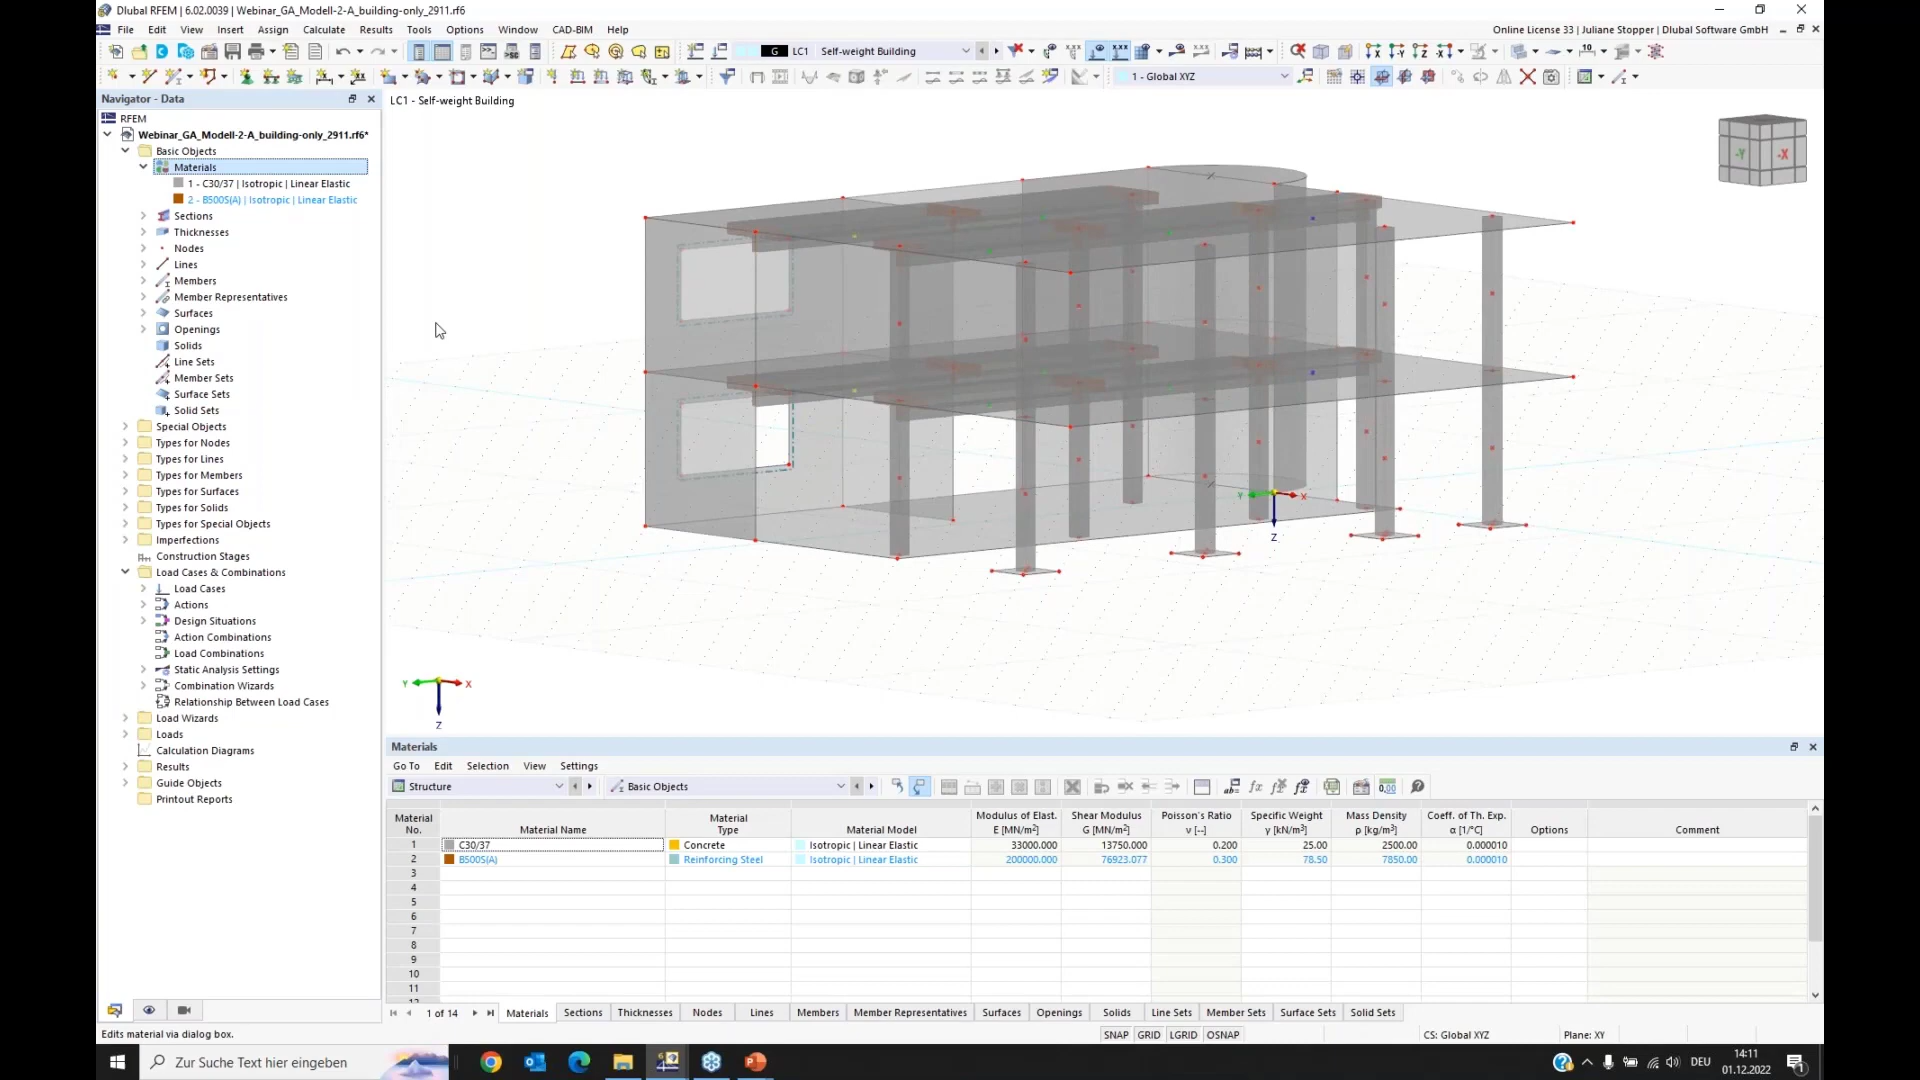 Dlubal RFEM | 6.02.0039 | Webinar_GA_Modell-2-A_building-only_2911.rf6
File Edit View Insert Assign Calculate Results Tools Options Window CAD-BIM Help
Online License 33 | Juliane Stopper | Dlubal Software GmbH
G LC1 Self-weight Building
1 - Global XYZ
Navigator - Data
LC1 - Self-weight Building
RFEM
Webinar_GA_Modell-2-A_building-only_2911.rf6*
Basic Objects
Materials
1 - C30/37 | Isotropic | Linear Elastic
2 - B500S(A) | Isotropic | Linear Elastic
Sections
Thicknesses
Nodes
Lines
Members
Member Representatives
Surfaces
Openings
Solids
Line Sets
Member Sets
Surface Sets
Solid Sets
Special Objects
Types for Nodes
Types for Lines
Types for Members
Types for Surfaces
Types for Solids
Types for Special Objects
Imperfections
Construction Stages
Load Cases & Combinations
Load Cases
Actions
Design Situations
Action Combinations
Load Combinations
Static Analysis Settings
Combination Wizards
Relationship Between Load Cases
Load Wizards
Loads
Calculation Diagrams
Results
Guide Objects
Printout Reports
-Y -X
Y X
Z
Y X
Z
Materials
Go To Edit Selection View Settings
Structure Basic Objects
Material No. Material Name Material Type Material Model Modulus of Elast. E [MN/m²] Shear Modulus G [MN/m²] Poisson's Ratio ν [--] Specific Weight γ [kN/m³] Mass Density ρ [kg/m³] Coeff. of Th. Exp. α [1/°C] Options Comment
1 C30/37 Concrete Isotropic | Linear Elastic 33000.000 13750.000 0.200 25.00 2500.00 0.000010
2 B500S(A) Reinforcing Steel Isotropic | Linear Elastic 200000.000 76923.077 0.300 78.50 7850.00 0.000010
3
4
5
6
7
8
9
10
11
1 of 14 Materials Sections Thicknesses Nodes Lines Members Member Representatives Surfaces Openings Solids Line Sets Member Sets Surface Sets Solid Sets
Edits material via dialog box.
SNAP GRID LGRID OSNAP CS: Global XYZ Plane: XY
Zur Suche Text hier eingeben
DEU
14:11
01.12.2022